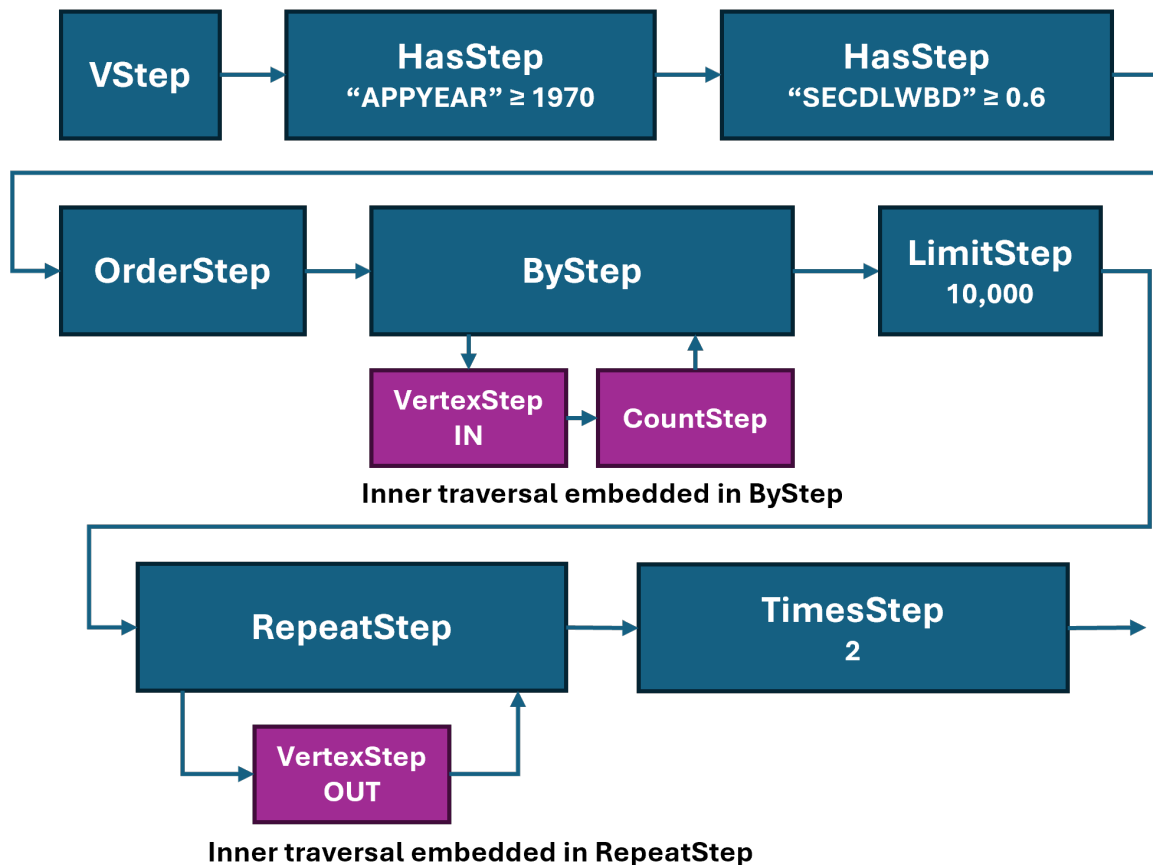 VStep
HasStep
“APPYEAR” ≥ 1970
HasStep
“SECDLWBD” ≥ 0.6
OrderStep
ByStep
LimitStep
10,000
VertexStep
IN
CountStep
Inner traversal embedded in ByStep
RepeatStep
TimesStep
2
VertexStep
OUT
Inner traversal embedded in RepeatStep